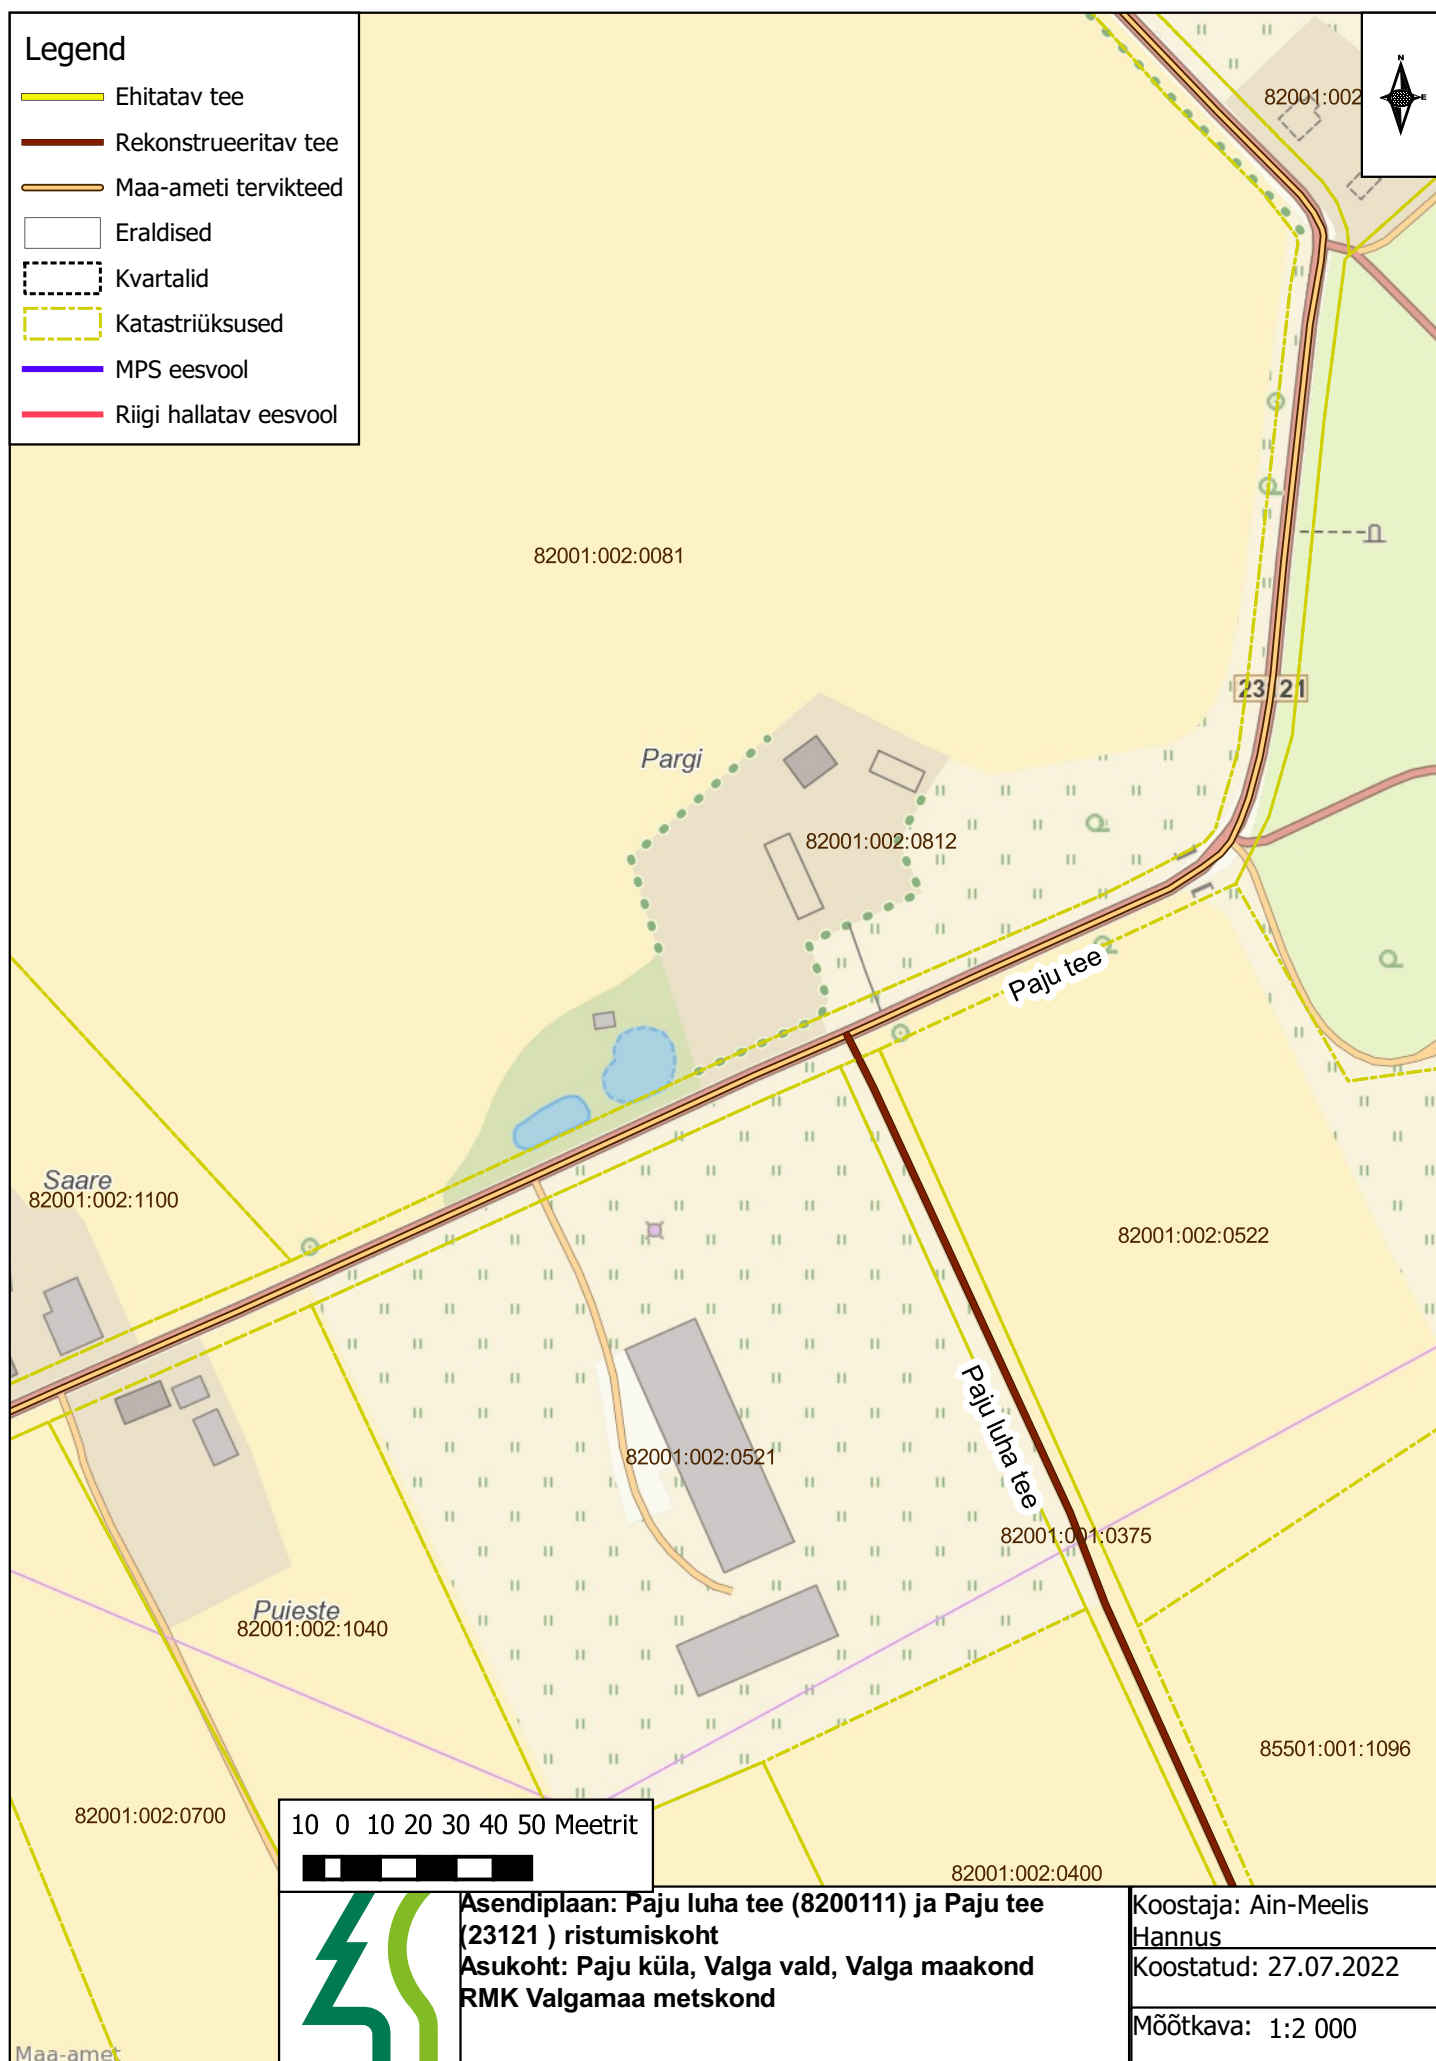 Legend
Ehitatav tee
Rekonstrueeritav tee
Maa-ameti tervikteed
Eraldised
Kvartalid
Katastriüksused
MPS eesvool
Riigi hallatav eesvool
N
E
82001:002
82001:002:0081
23121
Pargi
82001:002:0812
Paju tee
Saare
82001:002:1100
82001:002:0522
Paju luha tee
82001:002:0521
82001:001:0375
Puieste
82001:002:1040
85501:001:1096
82001:002:0700
82001:002:0400
10 0 10 20 30 40 50 Meetrit
Asendiplaan: Paju luha tee (8200111) ja Paju tee
(23121 ) ristumiskoht
Asukoht: Paju küla, Valga vald, Valga maakond
RMK Valgamaa metskond
Koostaja: Ain-Meelis
Hannus
Koostatud: 27.07.2022
Mõõtkava: 1:2 000
Maa-amet